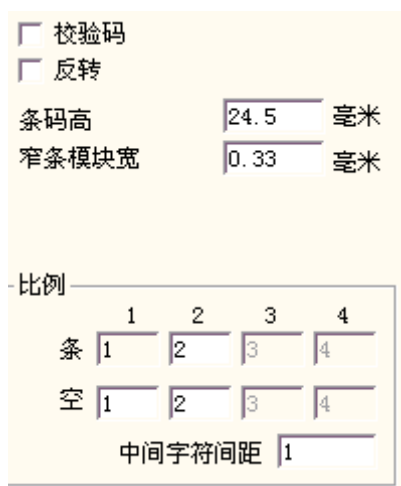 校验码
反转
条码高 24.5 毫米
窄条模块宽 0.33 毫米
比例
1 2 3 4
条 1 2 3 4
空 1 2 3 4
中间字符间距 1